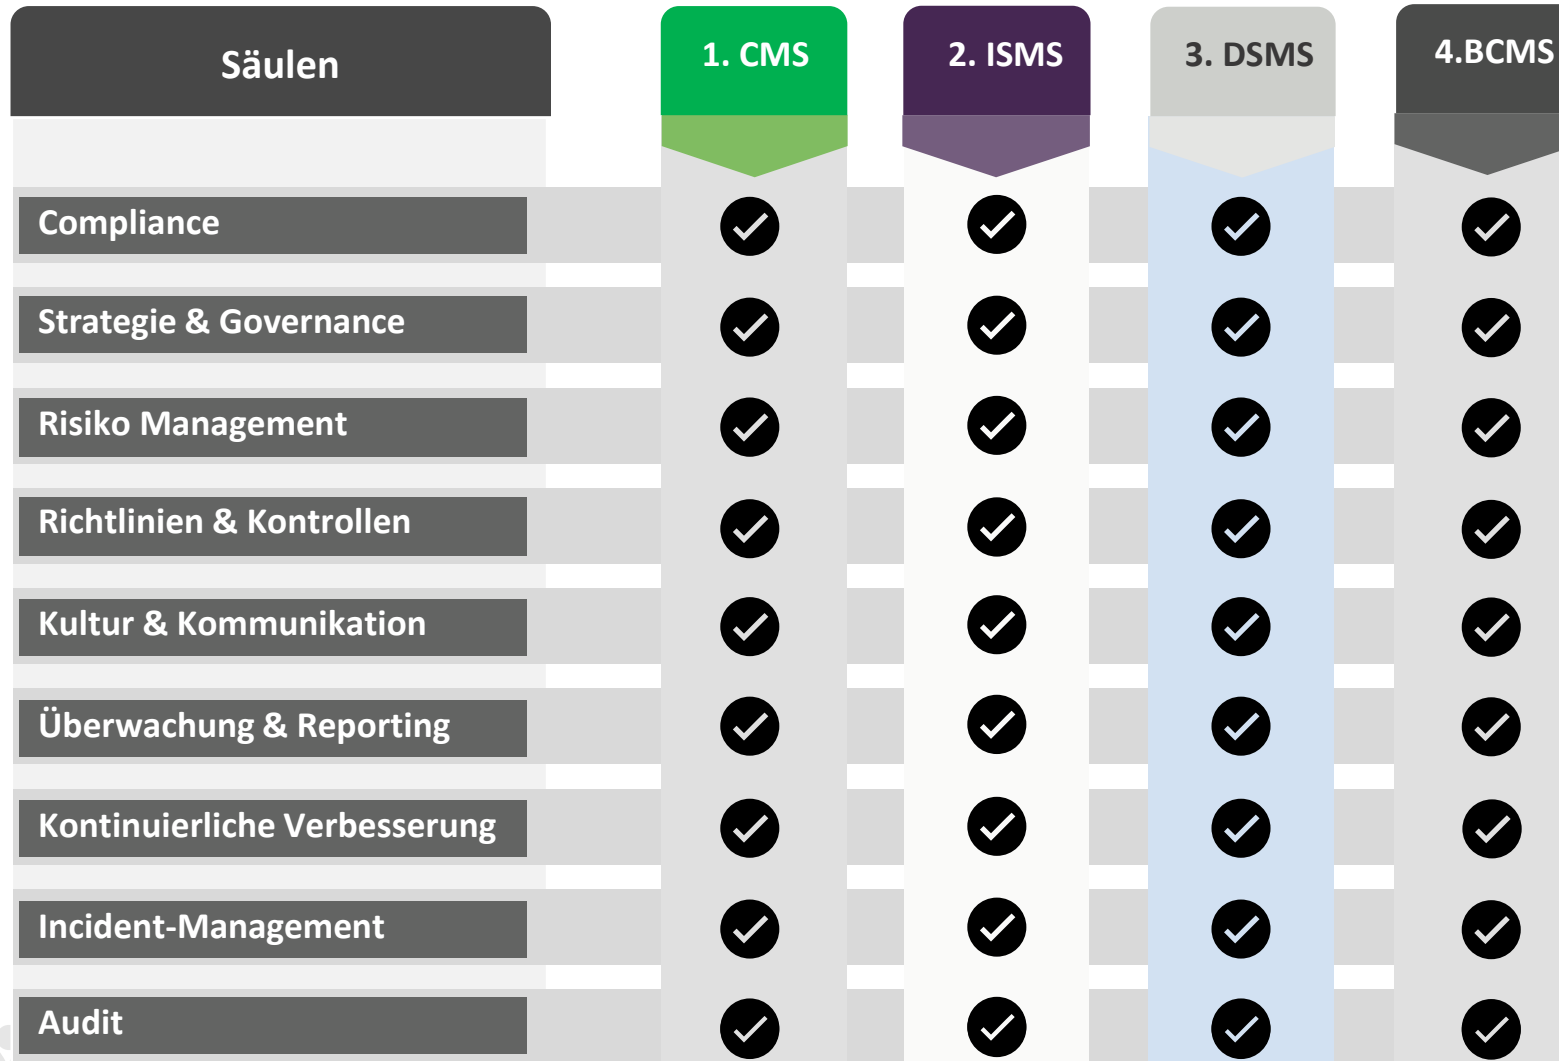 Säulen
1. CMS
2. ISMS
3. DSMS
4.BCMS
Compliance
Strategie & Governance
Risiko Management
Richtlinien & Kontrollen
Kultur & Kommunikation
Überwachung & Reporting
Kontinuierliche Verbesserung
Incident-Management
Audit